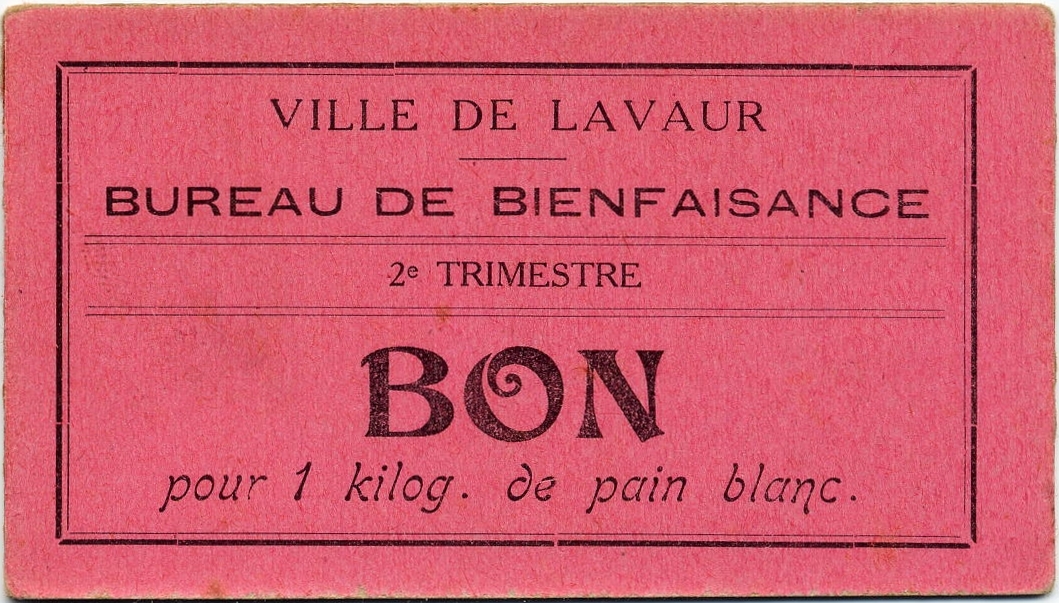 VILLE DE LAVAUR
BUREAU DE BIENFAISANCE
2e TRIMESTRE
BON
pour 1 kilog. de pain blanc.